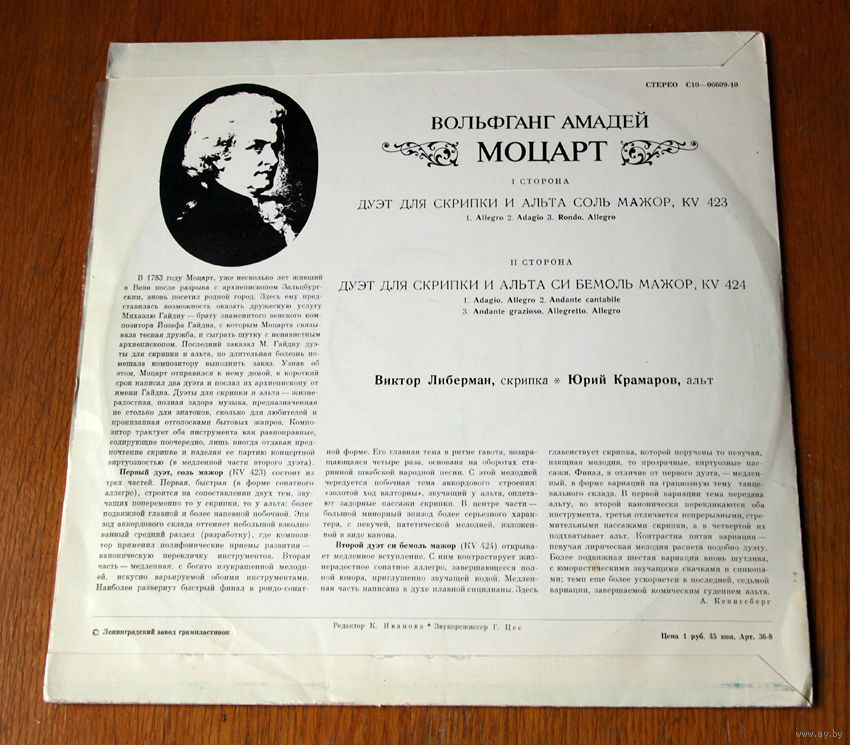 СТЕРЕО С10—06609-10
ВОЛЬФГАНГ АМАДЕЙ
МОЦАРТ
I СТОРОНА
ДУЭТ ДЛЯ СКРИПКИ И АЛЬТА СОЛЬ МАЖОР, KV 423
1. Allegro 2. Adagio 3. Rondo. Allegro
II СТОРОНА
ДУЭТ ДЛЯ СКРИПКИ И АЛЬТА СИ БЕМОЛЬ МАЖОР, KV 424
1. Adagio. Allegro 2. Andante cantabile
3. Andante grazioso. Allegretto. Allegro
Виктор Либерман, скрипка * Юрий Крамаров, альт
В 1783 году Моцарт, уже несколько лет живший
в Вене после разрыва с архиепископом Зальцбург-
ским, вновь посетил родной город. Здесь ему пред-
ставилась возможность оказать дружескую услугу
Михаэлю Гайдну — брату знаменитого венского ком-
позитора Йозефа Гайдна, с которым Моцарта связы-
вала тесная дружба, и сыграть шутку с ненавистным
архиепископом. Последний заказал М. Гайдну дуэ-
ты для скрипки и альта, но длительная болезнь по-
мешала композитору выполнить заказ. Узнав об
этом, Моцарт отправился к нему домой, в короткий
срок написал два дуэта и послал их архиепископу от
имени Гайдна. Дуэты для скрипки и альта — жизне-
радостная, полная задора музыка, предназначенная
не столько для знатоков, сколько для любителей и
пронизанная отголосками бытовых жанров. Компо-
зитор трактует оба инструмента как равноправные,
солирующие поочередно, лишь иногда отдавая пред-
почтение скрипке и наделяя ее партию концертной
виртуозностью (в медленной части второго дуэта).
Первый дуэт, соль мажор (KV 423) состоит из
трех частей. Первая, быстрая (в форме сонатного
аллегро), строится на сопоставлении двух тем, зву-
чащих попеременно то у скрипки, то у альта: более
подвижной главной и более напевной побочной. Эпи-
зод аккордового склада оттеняет небольшой взволно-
ванный средний раздел (разработку), где компози-
тор применил полифонические приемы развития —
каноническую перекличку инструментов. Вторая
часть — медленная, с богато изукрашенной мелоди-
ей, искусно варьируемой обоими инструментами.
Наиболее развернут быстрый финал в рондо-сонат-
ной форме. Его главная тема в ритме гавота, возвра-
щающаяся четыре раза, основана на оборотах ста-
ринной швабской народной песни. С этой мелодией
чередуется побочная тема аккордового строения:
«золотой ход валторны», звучащий у альта, оплета-
ют задорные пассажи скрипки. В центре части —
большой минорный эпизод более серьезного харак-
тера, с певучей, патетической мелодией, изложен-
ной в виде канона.
Второй дуэт си бемоль мажор (KV 424) открыва-
ет медленное вступление. С ним контрастирует жиз-
нерадостное сонатное аллегро, завершающееся пол-
ной юмора, приглушенно звучащей кодой. Медлен-
ная часть написана в духе плавной сицилианы. Здесь
главенствует скрипка, которой поручены то певучая,
изящная мелодия, то прозрачные, виртуозные пас-
сажи. Финал, в отличие от первого дуэта, — медлен-
ный, в форме вариаций на грациозную тему танце-
вального склада. В первой вариации тема передана
альту, во второй канонически перекликаются оба
инструмента, третья отличается непрерывными, стре-
мительными пассажами скрипки, а в четвертой их
подхватывает альт. Контрастна пятая вариация —
певучая лирическая мелодия распета подобно дуэту.
Более подвижная шестая вариация вновь шутлива,
с юмористическими звучащими скачками и синкопа-
ми; темп еще более ускоряется в последней, седьмой
вариации, завершаемой комическим гудением альта.
А. Кенигсберг
Редактор К. Иванова * Звукорежиссер Г. Цес
© Ленинградский завод грампластинок
Цена 1 руб. 45 коп. Арт. 36-8
www.ay.by